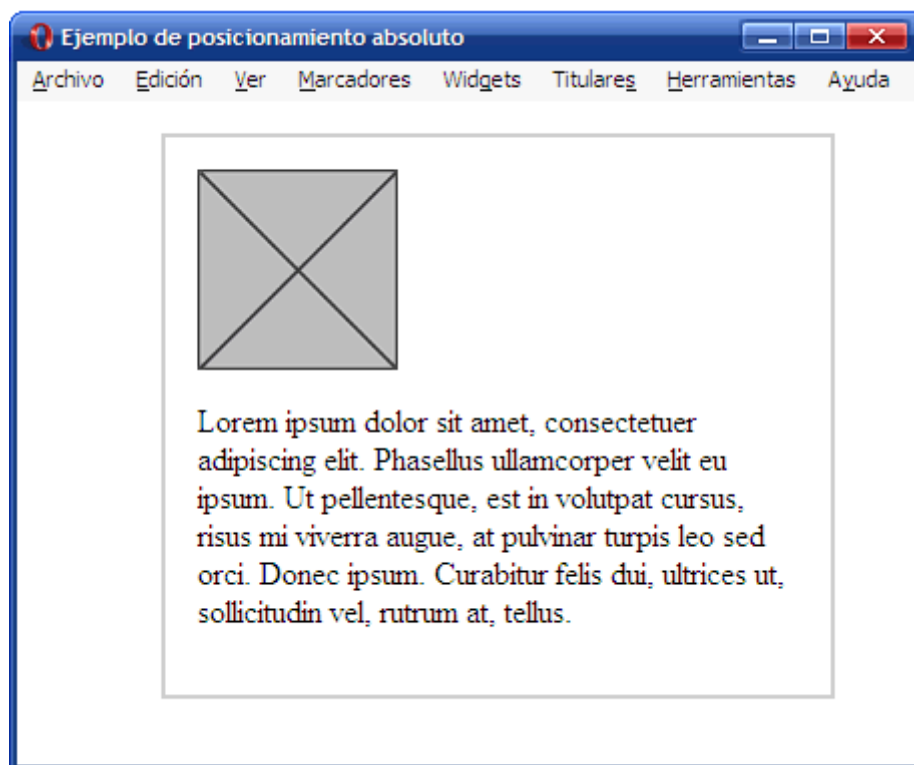 Ejemplo de posicionamiento absoluto
Archivo Edición Ver Marcadores Widgets Titulares Herramientas Ayuda
Lorem ipsum dolor sit amet, consectetuer
adipiscing elit. Phasellus ullamcorper velit eu
ipsum. Ut pellentesque, est in volutpat cursus,
risus mi viverra augue, at pulvinar turpis leo sed
orci. Donec ipsum. Curabitur felis dui, ultrices ut,
sollicitudin vel, rutrum at, tellus.